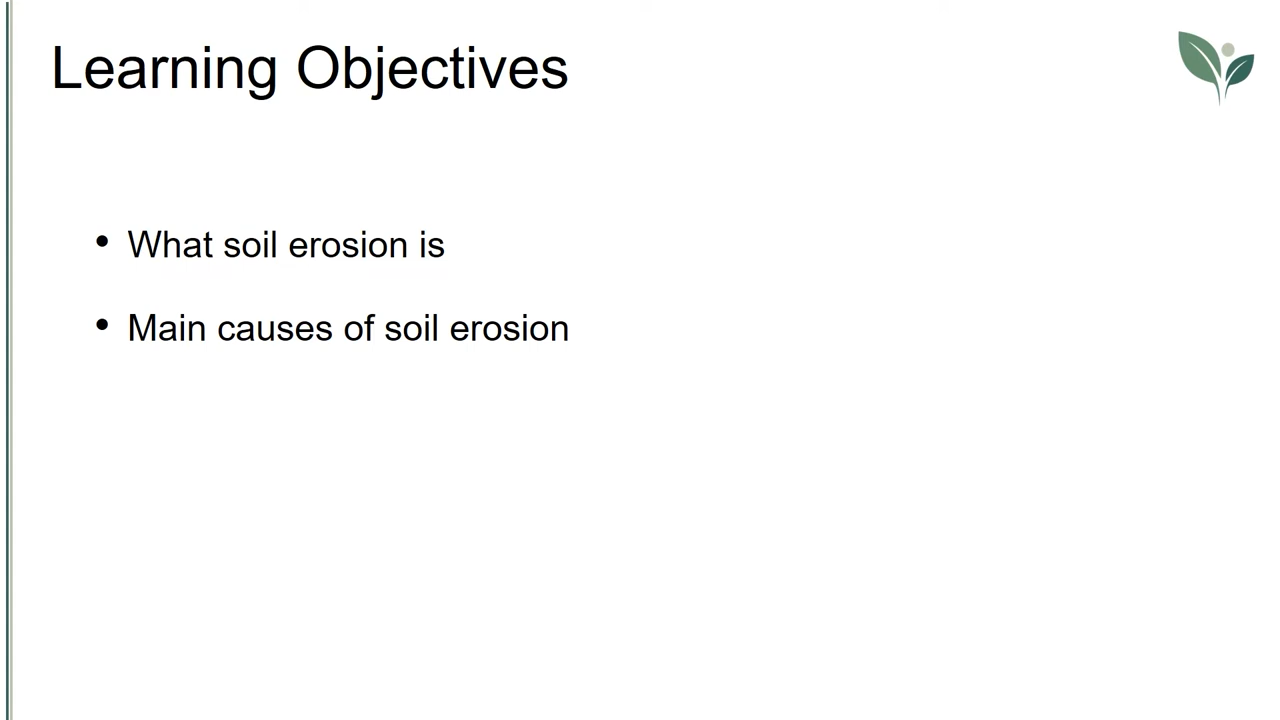 Learning Objectives
• What soil erosion is
• Main causes of soil erosion